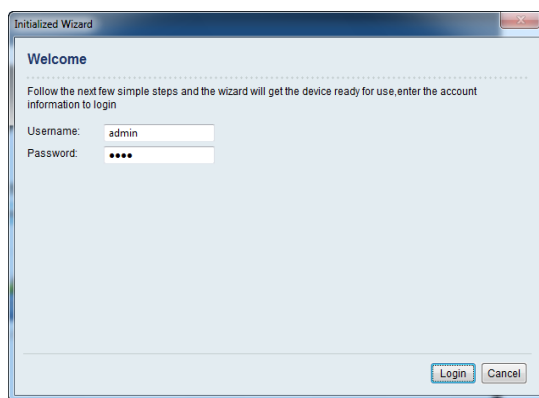 Initialized Wizard
Welcome
Follow the next few simple steps and the wizard will get the device ready for use,enter the account
information to login
Username: admin
Password: ●●●●
Login Cancel